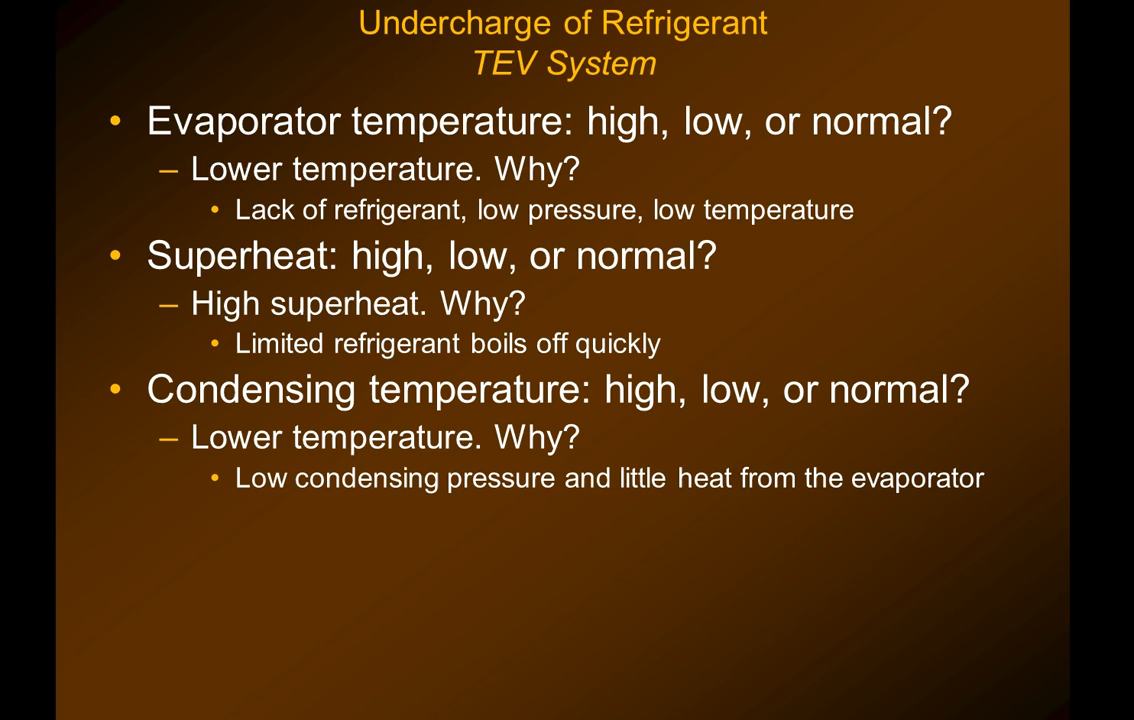 Undercharge of Refrigerant
TEV System
• Evaporator temperature: high, low, or normal?
– Lower temperature. Why?
• Lack of refrigerant, low pressure, low temperature
• Superheat: high, low, or normal?
– High superheat. Why?
• Limited refrigerant boils off quickly
• Condensing temperature: high, low, or normal?
– Lower temperature. Why?
• Low condensing pressure and little heat from the evaporator